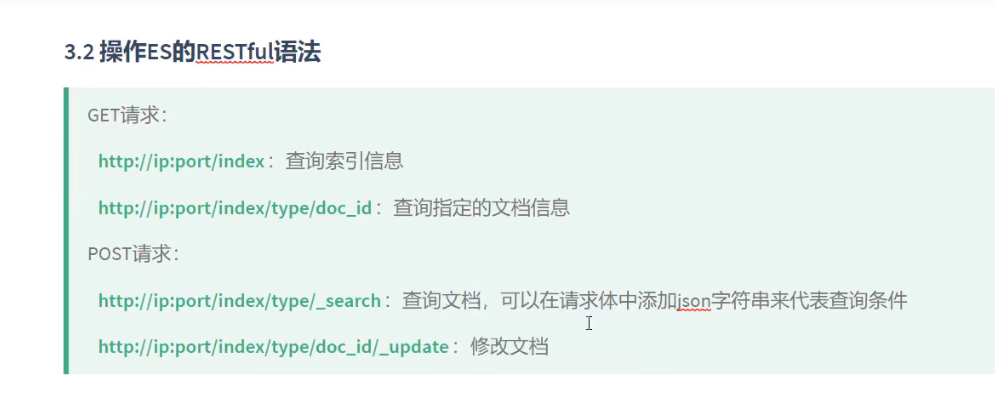 3.2 操作ES的RESTful语法
GET请求：
http://ip:port/index：查询索引信息
http://ip:port/index/type/doc_id：查询指定的文档信息
POST请求：
http://ip:port/index/type/_search：查询文档，可以在请求体中添加json字符串来代表查询条件
http://ip:port/index/type/doc_id/_update：修改文档